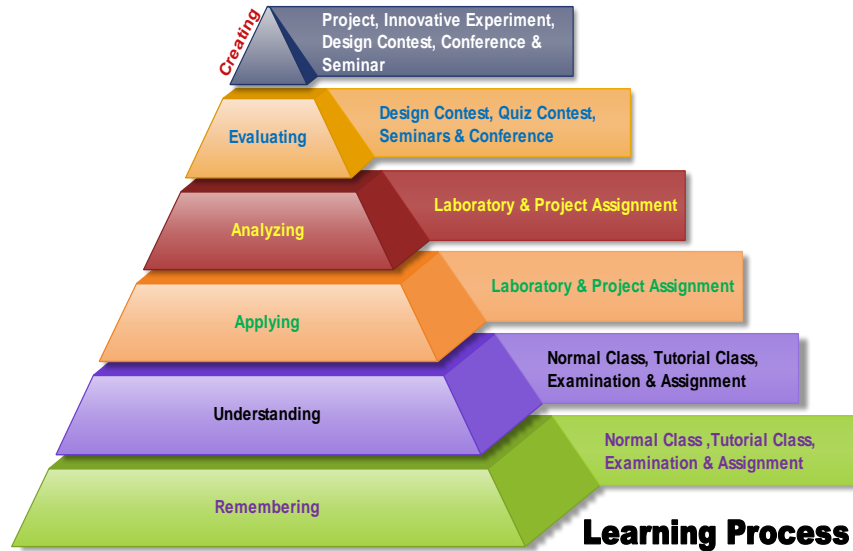 Creating
Project, Innovative Experiment,
Design Contest, Conference &
Seminar
Evaluating
Design Contest, Quiz Contest,
Seminars & Conference
Analyzing
Laboratory & Project Assignment
Applying
Laboratory & Project Assignment
Understanding
Normal Class, Tutorial Class,
Examination & Assignment
Remembering
Normal Class ,Tutorial Class,
Examination & Assignment
Learning Process